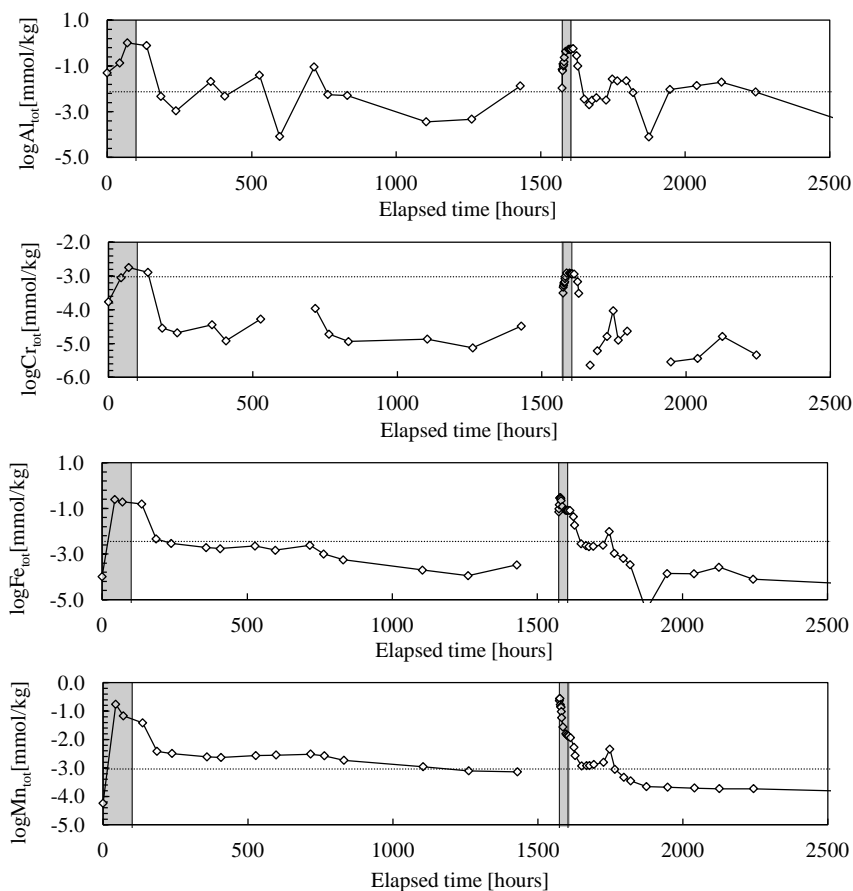 logAl_tot[mmol/kg]
1.0
-1.0
-3.0
-5.0
0 500 1000 1500 2000 2500
Elapsed time [hours]
logCr_tot[mmol/kg]
-2.0
-3.0
-4.0
-5.0
-6.0
0 500 1000 1500 2000 2500
Elapsed time [hours]
logFe_tot[mmol/kg]
1.0
-1.0
-3.0
-5.0
0 500 1000 1500 2000 2500
Elapsed time [hours]
logMn_tot[mmol/kg]
0.0
-1.0
-2.0
-3.0
-4.0
-5.0
0 500 1000 1500 2000 2500
Elapsed time [hours]